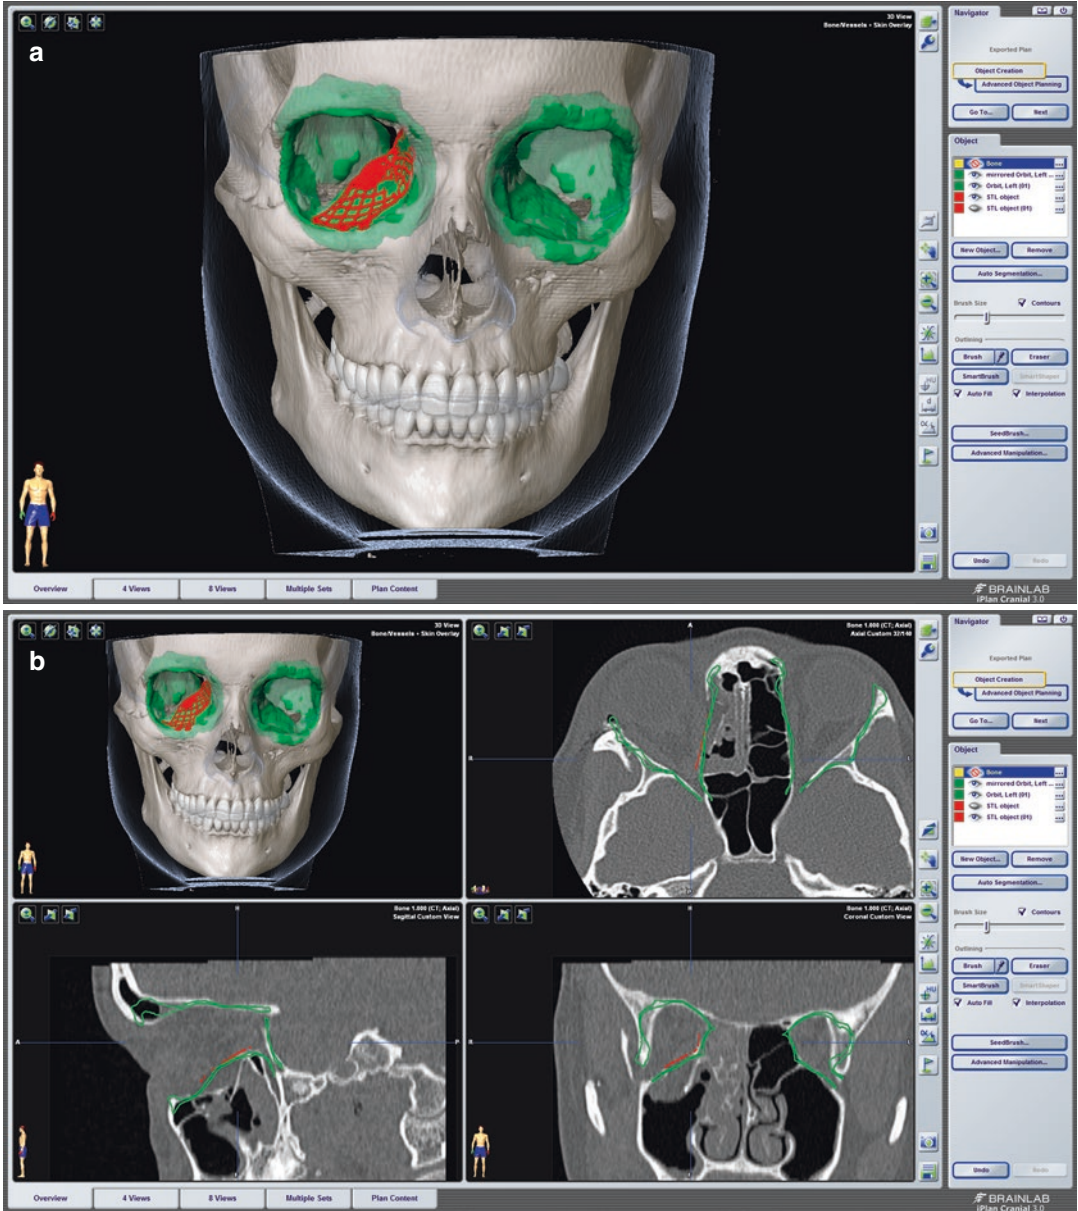 a
3D View
Bone/Vessels + Skin Overlay
Navigator
Exported Plan
Object Creation
Advanced Object Planning
Go To...
Next
Object
Bone
mirrored Orbit, Left ...
Orbit, Left (01)
STL object
STL object (01)
New Object...
Remove
Auto Segmentation...
Brush Size
Contours
Outlining
Brush
Eraser
SmartBrush
SmartShaper
Auto Fill
Interpolation
SeedBrush...
Advanced Manipulation...
Undo
Redo
Overview
4 Views
8 Views
Multiple Sets
Plan Content
BRAINLAB
iPlan Cranial 3.0
b
3D View
Bone/Vessels + Skin Overlay
Bone 1.000 (CT; Axial)
Axial Custom 32/140
A
R
L
Bone 1.000 (CT; Axial)
Sagittal Custom View
H
A
P
Bone 1.000 (CT; Axial)
Coronal Custom View
H
R
L
Navigator
Exported Plan
Object Creation
Advanced Object Planning
Go To...
Next
Object
Bone
mirrored Orbit, Left ...
Orbit, Left (01)
STL object
STL object (01)
New Object...
Remove
Auto Segmentation...
Brush Size
Contours
Outlining
Brush
Eraser
SmartBrush
SmartShaper
Auto Fill
Interpolation
SeedBrush...
Advanced Manipulation...
Undo
Redo
Overview
4 Views
8 Views
Multiple Sets
Plan Content
BRAINLAB
iPlan Cranial 3.0